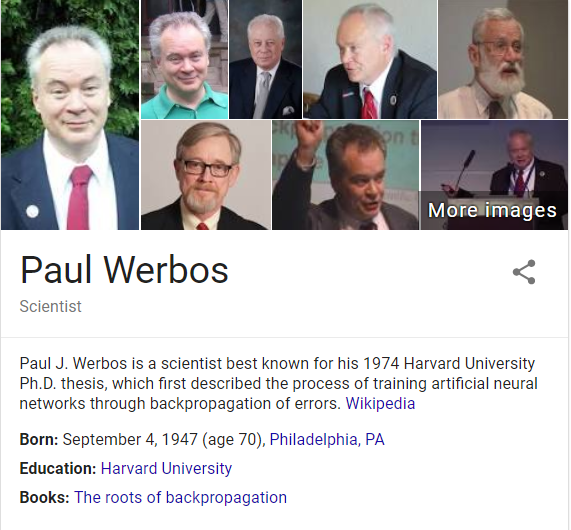 More images
Paul Werbos
Scientist
Paul J. Werbos is a scientist best known for his 1974 Harvard University
Ph.D. thesis, which first described the process of training artificial neural
networks through backpropagation of errors. Wikipedia
Born: September 4, 1947 (age 70), Philadelphia, PA
Education: Harvard University
Books: The roots of backpropagation